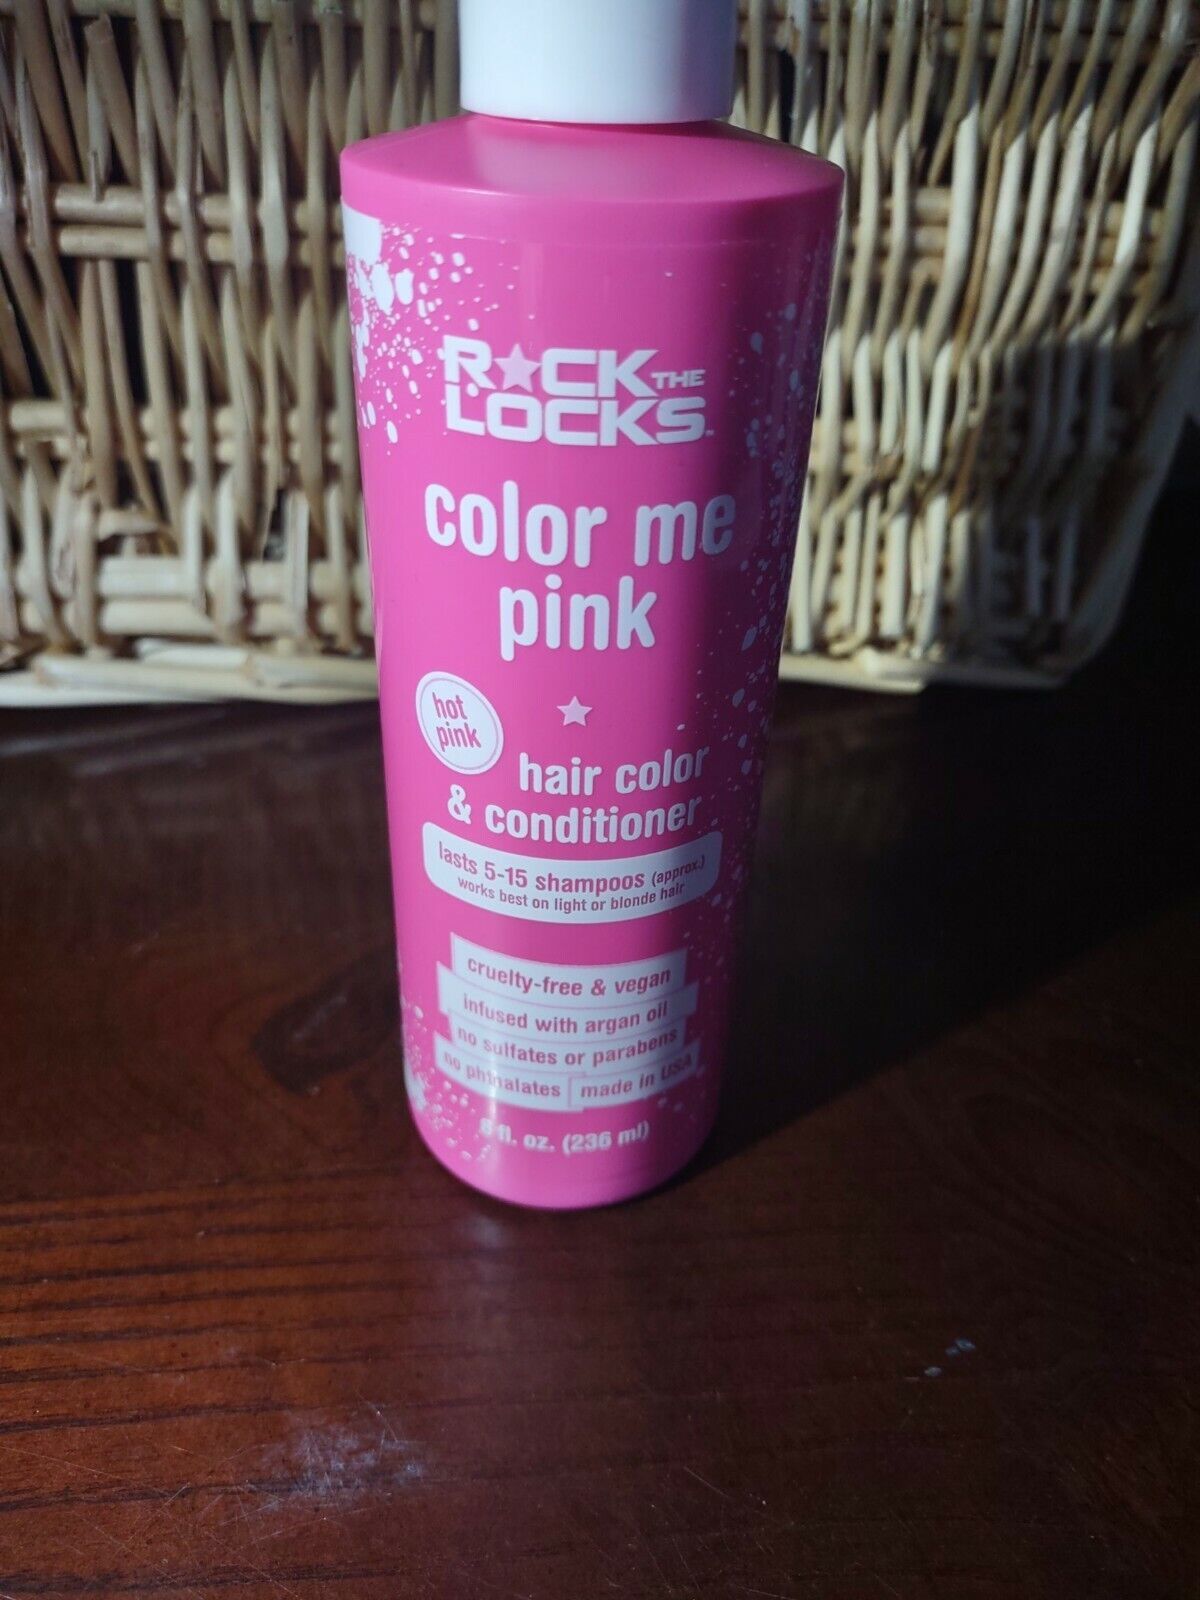 R★CK THE
LOCKS™
color me
pink
hot
pink
hair color
& conditioner
lasts 5-15 shampoos (approx.)
works best on light or blonde hair
cruelty-free & vegan
infused with argan oil
no sulfates or parabens
no phthalates made in USA
8 fl. oz. (236 ml)